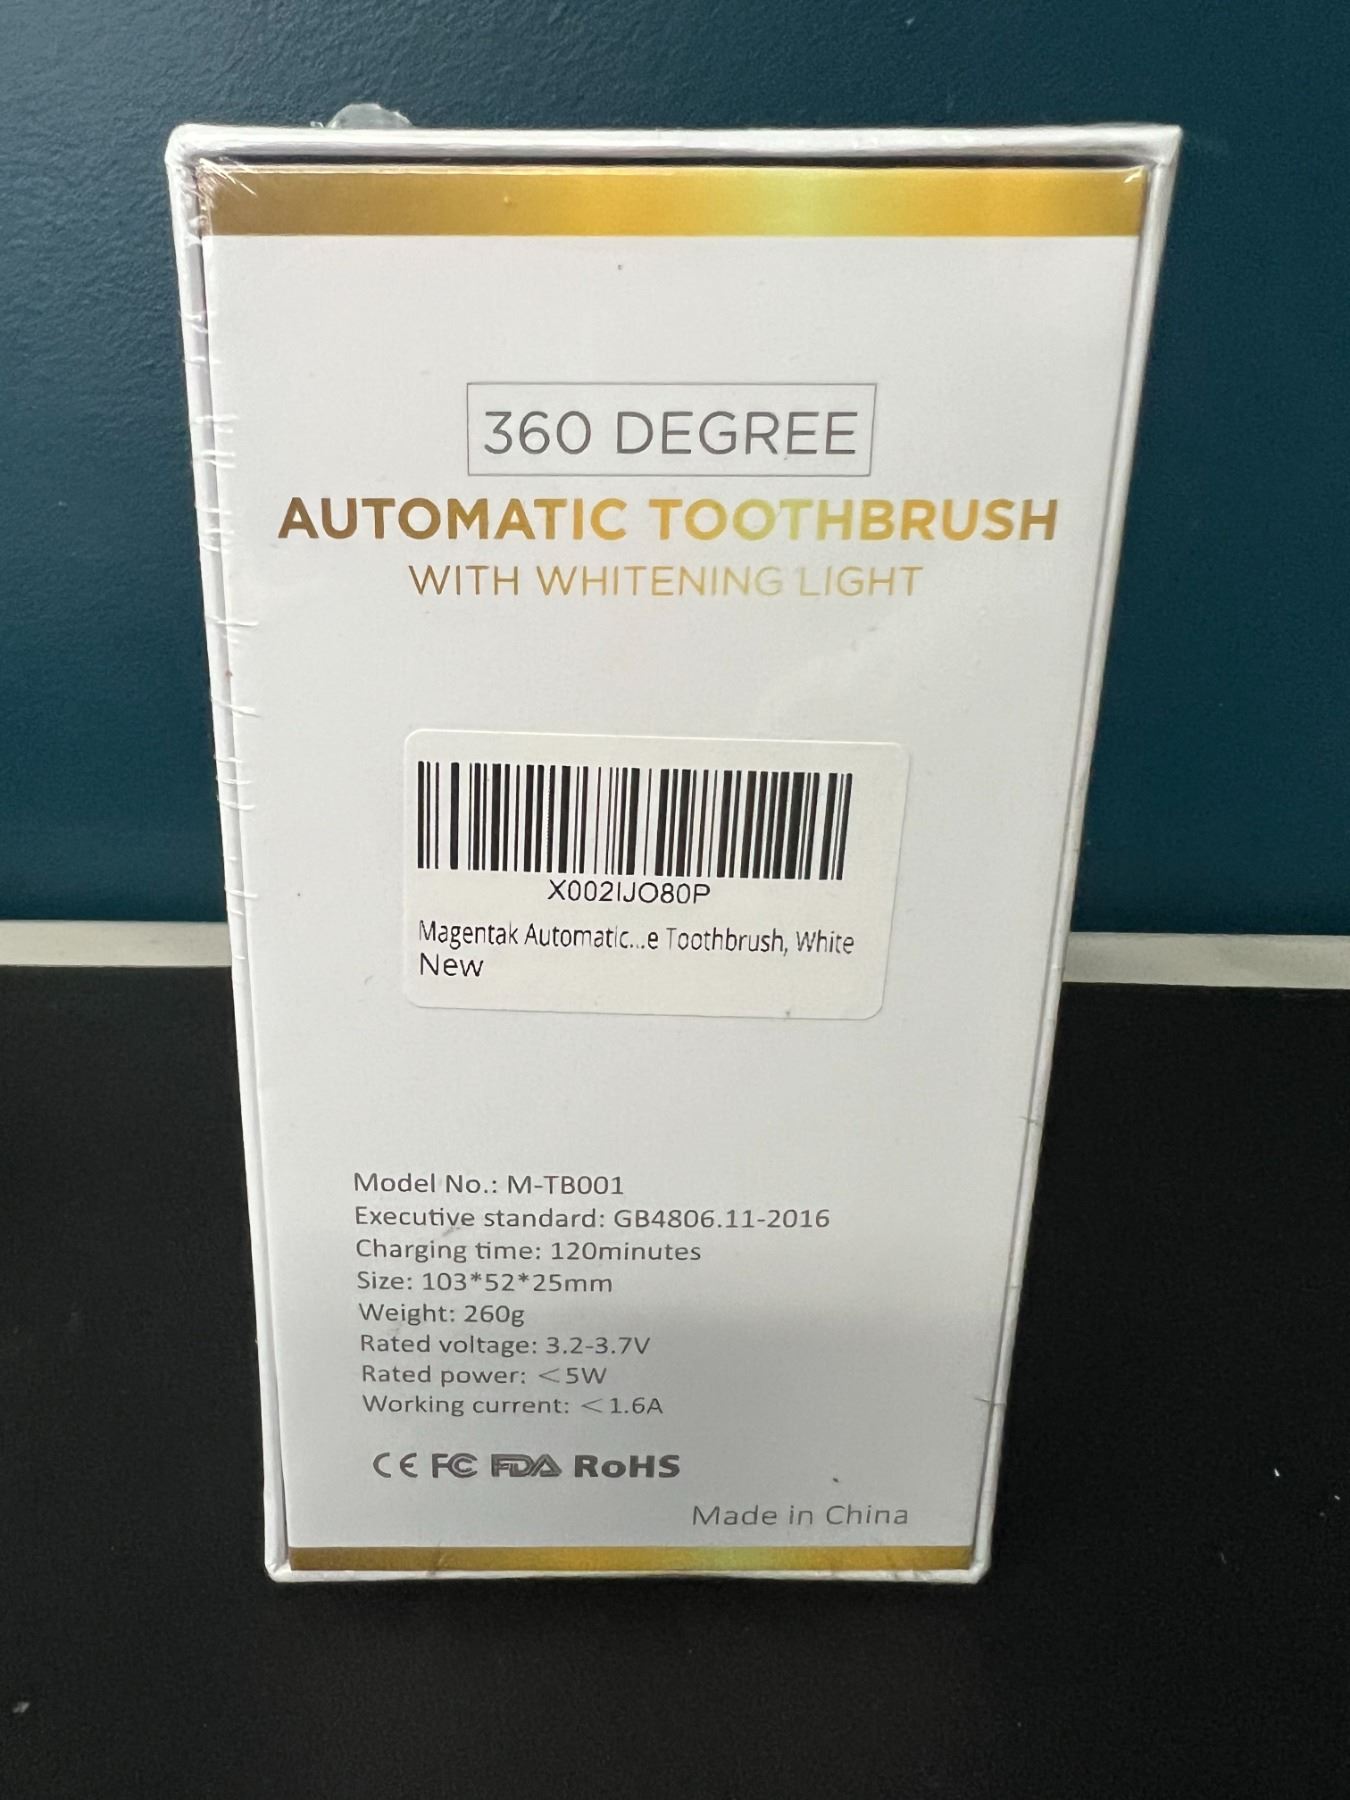 360 DEGREE
AUTOMATIC TOOTHBRUSH
WITH WHITENING LIGHT
X002IJO80P
Magentak Automatic...e Toothbrush, White
New
Model No.: M-TB001
Executive standard: GB4806.11-2016
Charging time: 120minutes
Size: 103*52*25mm
Weight: 260g
Rated voltage: 3.2-3.7V
Rated power: <5W
Working current: <1.6A
CE FC FDA RoHS
Made in China